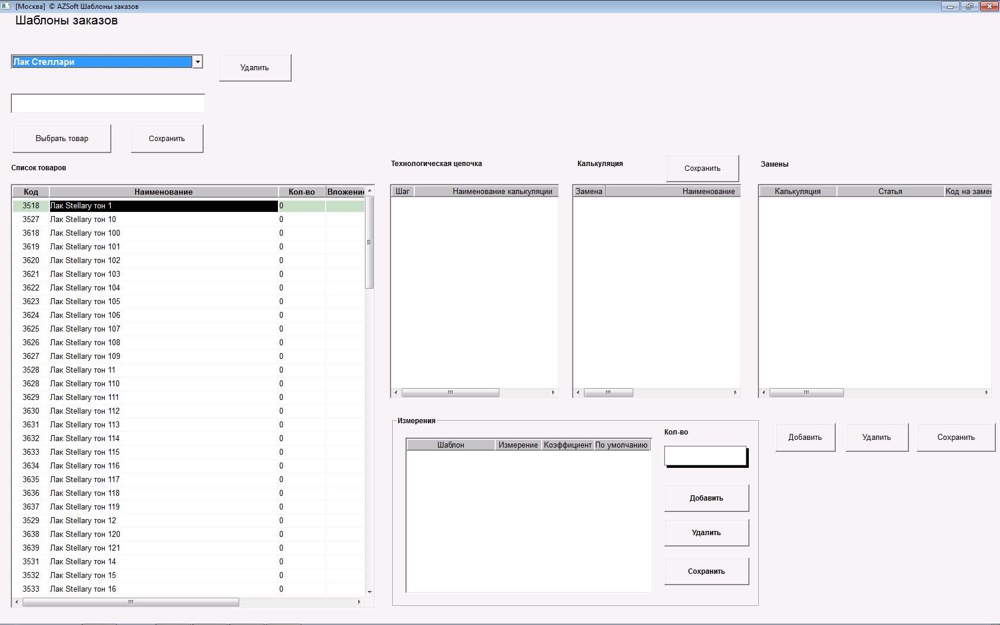 [Москва] © AZSoft Шаблоны заказов
Шаблоны заказов
Лак Стеллари
Удалить
Выбрать товар
Сохранить
Список товаров
Код Наименование Кол-во Вложение
3518 Лак Stellary тон 1 0
3527 Лак Stellary тон 10 0
3618 Лак Stellary тон 100 0
3619 Лак Stellary тон 101 0
3620 Лак Stellary тон 102 0
3621 Лак Stellary тон 103 0
3622 Лак Stellary тон 104 0
3623 Лак Stellary тон 105 0
3624 Лак Stellary тон 106 0
3625 Лак Stellary тон 107 0
3626 Лак Stellary тон 108 0
3627 Лак Stellary тон 109 0
3528 Лак Stellary тон 11 0
3628 Лак Stellary тон 110 0
3629 Лак Stellary тон 111 0
3630 Лак Stellary тон 112 0
3631 Лак Stellary тон 113 0
3632 Лак Stellary тон 114 0
3633 Лак Stellary тон 115 0
3634 Лак Stellary тон 116 0
3635 Лак Stellary тон 117 0
3636 Лак Stellary тон 118 0
3637 Лак Stellary тон 119 0
3529 Лак Stellary тон 12 0
3638 Лак Stellary тон 120 0
3639 Лак Stellary тон 121 0
3531 Лак Stellary тон 14 0
3532 Лак Stellary тон 15 0
3533 Лак Stellary тон 16 0
Технологическая цепочка
Шаг Наименование калькуляции
Калькуляция
Сохранить
Замена Наименование
Замены
Калькуляция Статья Код на замен
Измерения
Шаблон Измерение Коэффициент По умолчанию
Кол-во
Добавить
Удалить
Сохранить
Добавить
Удалить
Сохранить